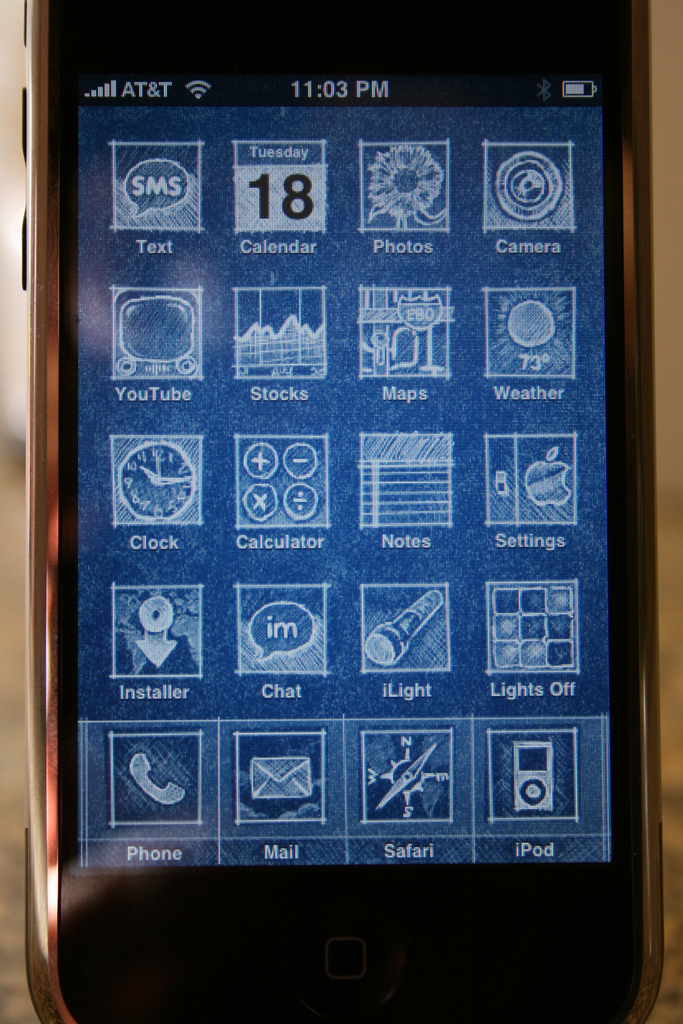 AT&T 11:03 PM
Tuesday
SMS 18
Text Calendar Photos Camera
280
73°
YouTube Stocks Maps Weather
Clock Calculator Notes Settings
im
Installer Chat iLight Lights Off
N
W E
S
Phone Mail Safari iPod